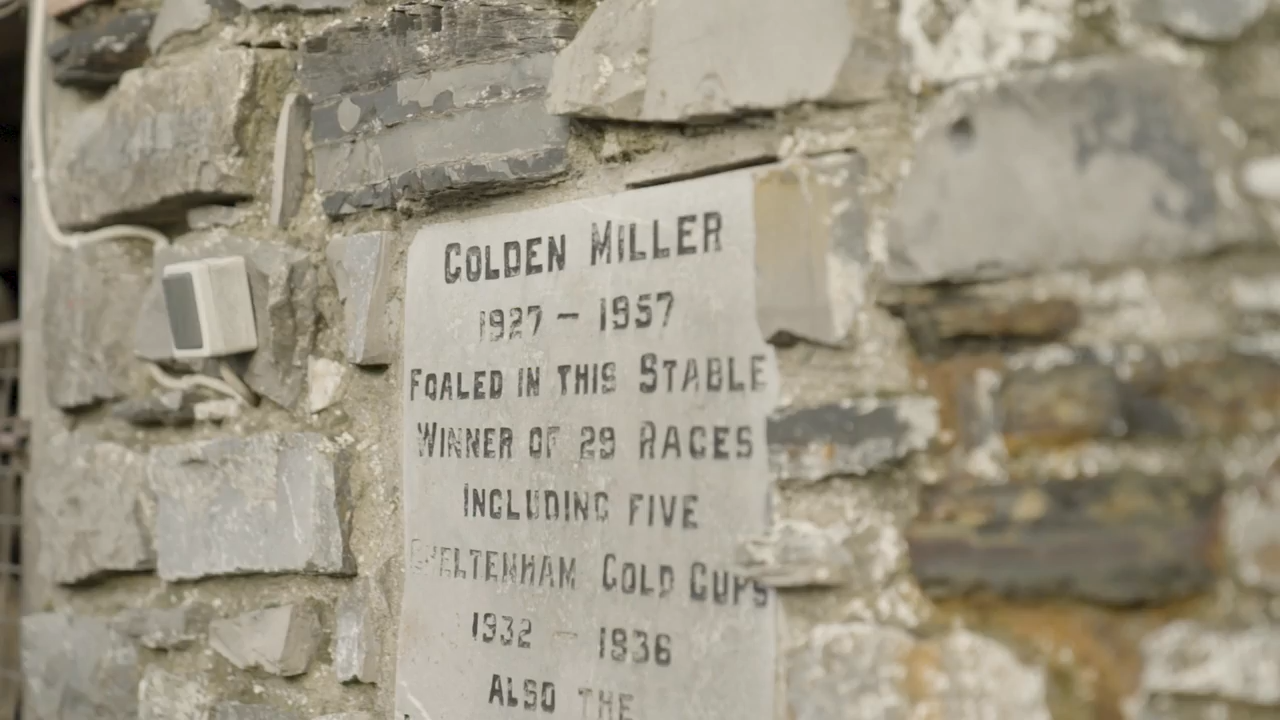 GOLDEN MILLER
1927 – 1957
FOALED IN THIS STABLE
WINNER OF 29 RACES
INCLUDING FIVE
CHELTENHAM GOLD CUPS
1932 – 1936
ALSO THE